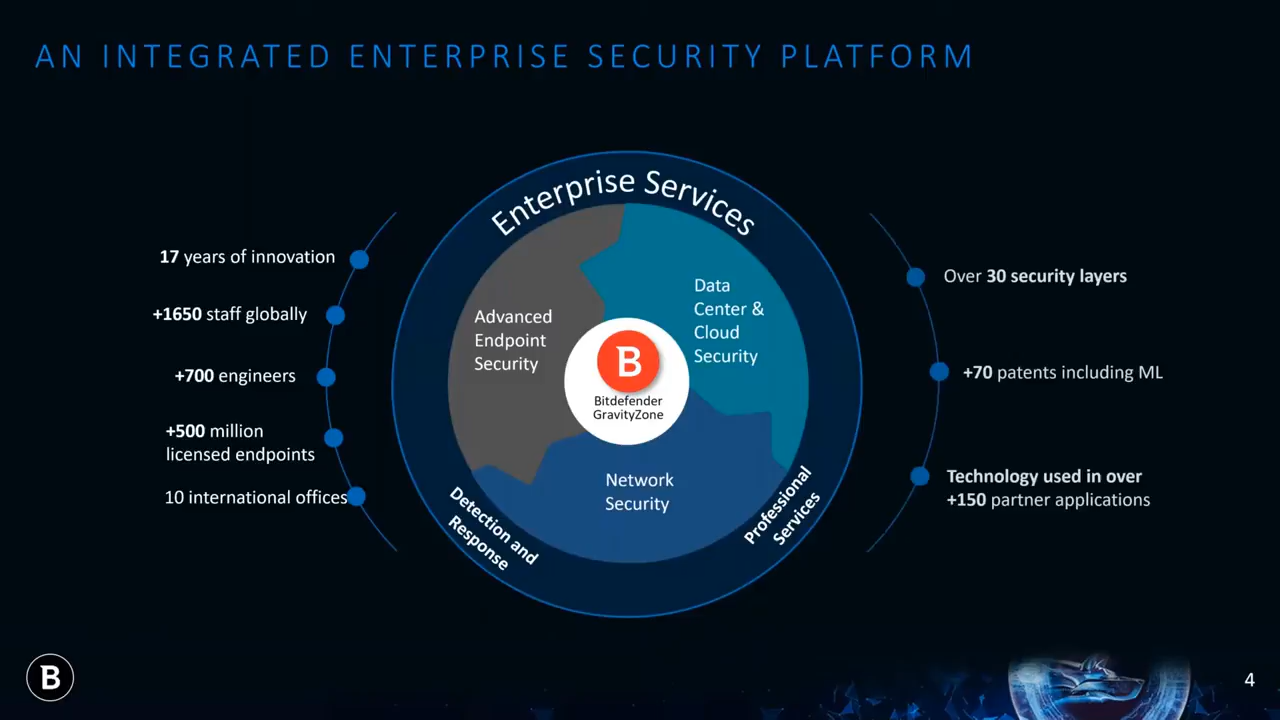 AN INTEGRATED ENTERPRISE SECURITY PLATFORM
17 years of innovation
+1650 staff globally
+700 engineers
+500 million
licensed endpoints
10 international offices
Enterprise Services
Advanced
Endpoint
Security
Data
Center &
Cloud
Security
B
Bitdefender
GravityZone
Network
Security
Detection and
Response
Professional
Services
Over 30 security layers
+70 patents including ML
Technology used in over
+150 partner applications
B
4